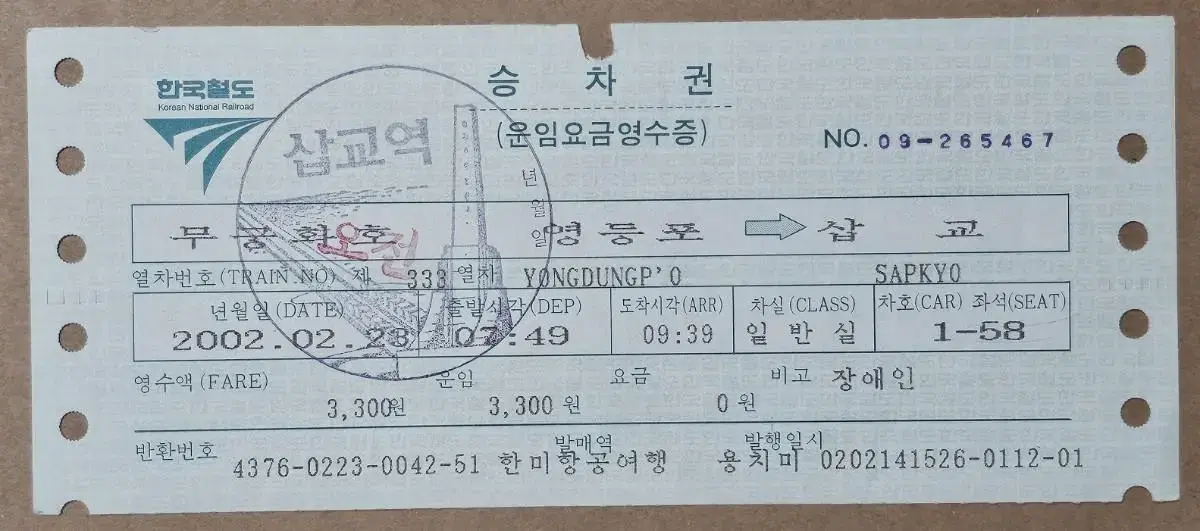 한국철도
Korean National Railroad
승 차 권
(운임요금영수증)
NO. 09-265467
삽교역
년
월
일
오전
무궁화호 영등포 삽 교
열차번호(TRAIN NO) 제 333 열차 YONGDUNGP'O SAPKYO
년월일(DATE) 출발시각(DEP) 도착시각(ARR) 차실(CLASS) 차호(CAR) 좌석(SEAT)
2002.02.23 07:49 09:39 일반실 1-58
영수액(FARE) 운임 요금 비고 장애인
3,300원 3,300 원 0 원
반환번호 발매역 발행일시
4376-0223-0042-51 한미항공여행 용치미 0202141526-0112-01